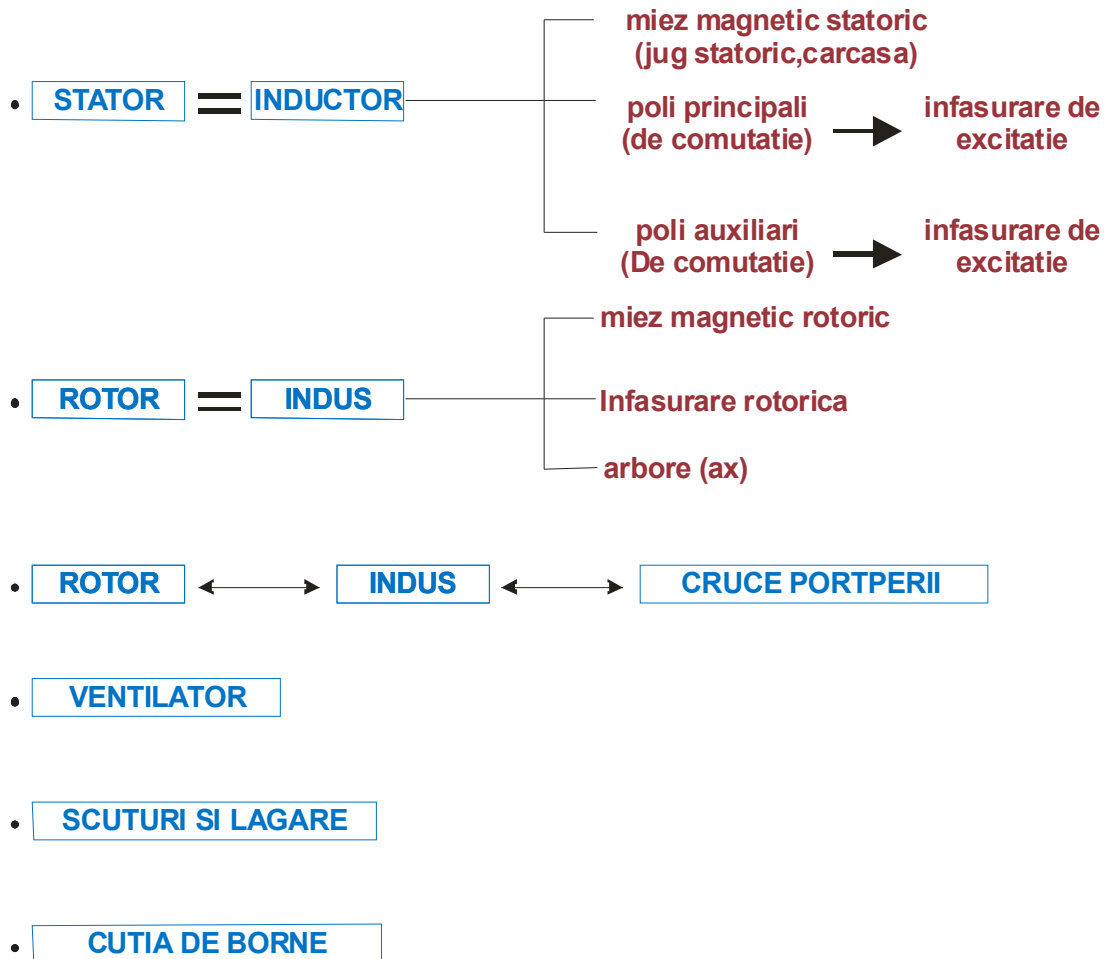 miez magnetic statoric
(jug statoric,carcasa)
• STATOR = INDUCTOR
poli principali
(de comutatie)
infasurare de
excitatie
poli auxiliari
(De comutatie)
infasurare de
excitatie
miez magnetic rotoric
• ROTOR = INDUS
Infasurare rotorica
arbore (ax)
• ROTOR INDUS CRUCE PORTPERII
• VENTILATOR
• SCUTURI SI LAGARE
• CUTIA DE BORNE